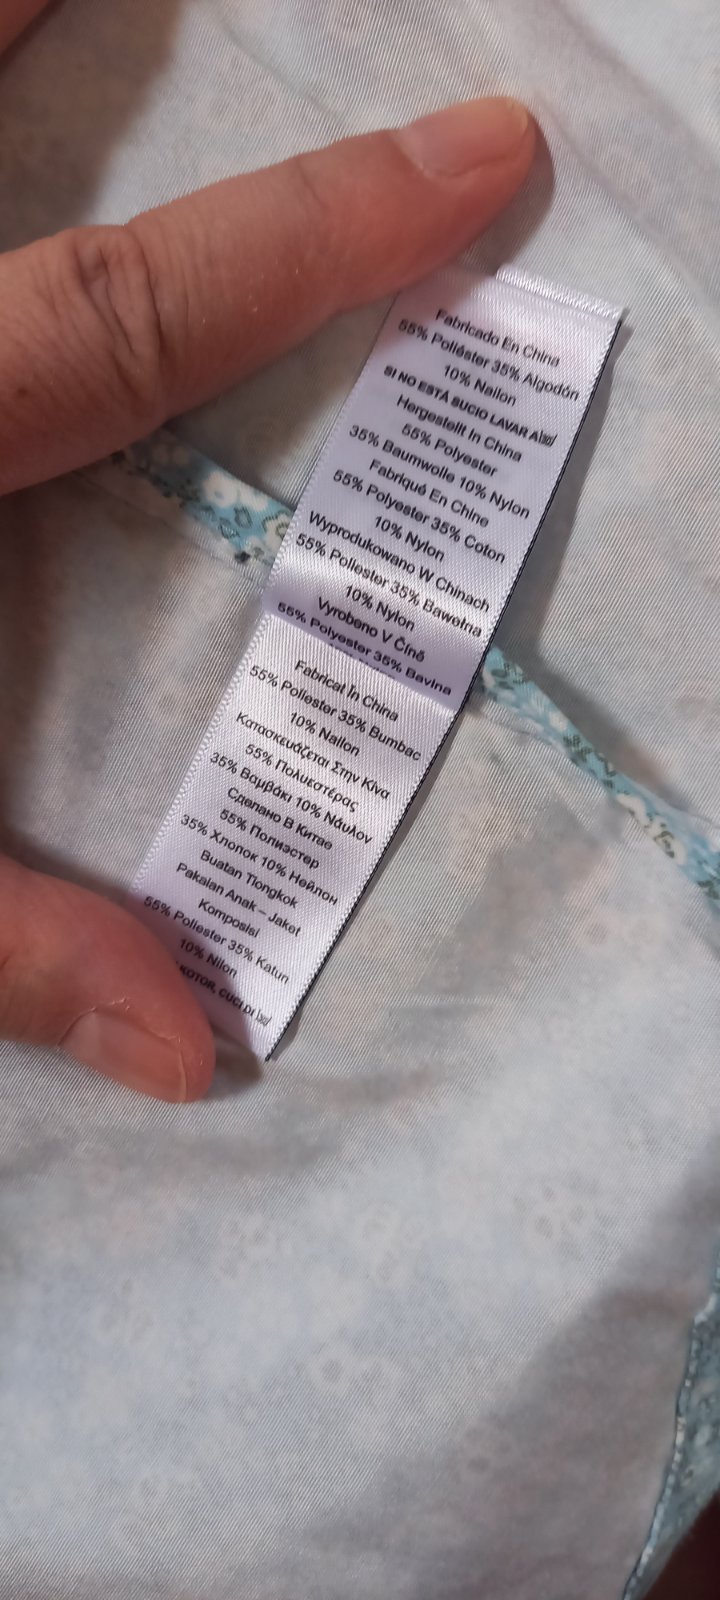 Fabricado En China
55% Poliéster 35% Algodón
10% Nailon
SI NO ESTÁ SUCIO LAVAR A
Hergestellt In China
55% Polyester
35% Baumwolle 10% Nylon
Fabriqué En Chine
55% Polyester 35% Coton
10% Nylon
Wyprodukowano W Chinach
55% Poliester 35% Bawełna
10% Nylon
Vyrobeno V Číně
55% Polyester 35% Bavlna
Fabricat În China
55% Poliester 35% Bumbac
10% Nailon
Κατασκευάζεται Στην Κίνα
55% Πολυεστέρας
35% Βαμβάκι 10% Νάυλον
Сделано В Китае
55% Полиэстер
35% Хлопок 10% Нейлон
Buatan Tiongkok
Pakaian Anak – Jaket
Komposisi
55% Poliester 35% Katun
10% Nilon
KOTOR, CUCI DI